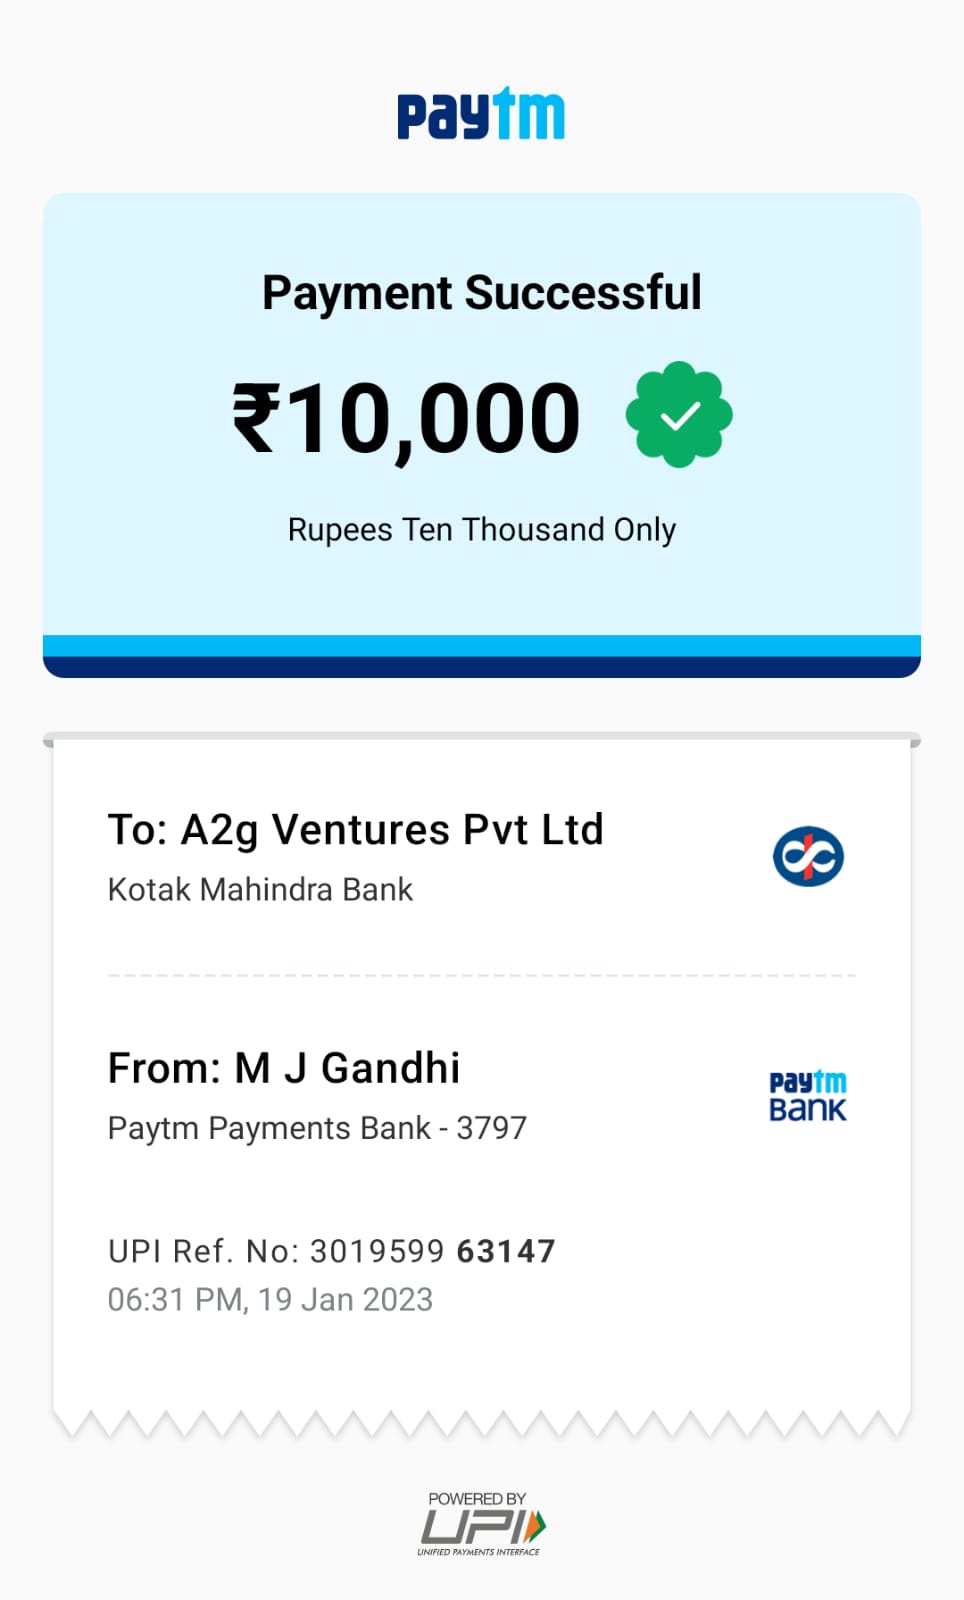 paytm
Payment Successful
₹10,000
Rupees Ten Thousand Only
To: A2g Ventures Pvt Ltd
Kotak Mahindra Bank
From: M J Gandhi
Paytm Payments Bank - 3797
paytm
BANK
UPI Ref. No: 3019599 63147
06:31 PM, 19 Jan 2023
POWERED BY
UPI
UNIFIED PAYMENTS INTERFACE